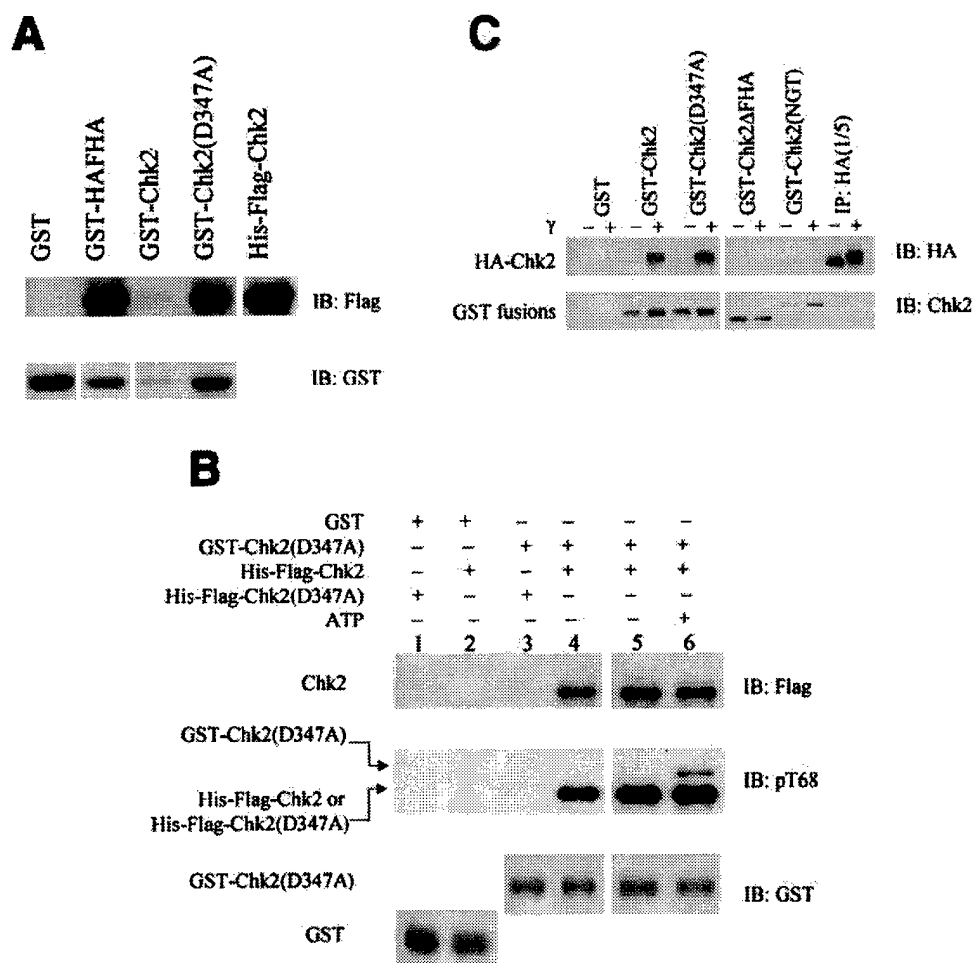 A
GST
GST-HAFHA
GST-Chk2
GST-Chk2(D347A)
His-Flag-Chk2
IB: Flag
IB: GST
C
GST
GST-Chk2
GST-Chk2(D347A)
GST-Chk2ΔFHA
GST-Chk2(NGT)
IP: HA(1/5)
γ − + − + − + − + − + − +
HA-Chk2
IB: HA
GST fusions
IB: Chk2
B
GST + + − − − −
GST-Chk2(D347A) − − + + + +
His-Flag-Chk2 − + − + + +
His-Flag-Chk2(D347A) + − + − − −
ATP − − − − − +
1 2 3 4 5 6
Chk2
IB: Flag
GST-Chk2(D347A)
His-Flag-Chk2 or
His-Flag-Chk2(D347A)
IB: pT68
GST-Chk2(D347A)
IB: GST
GST